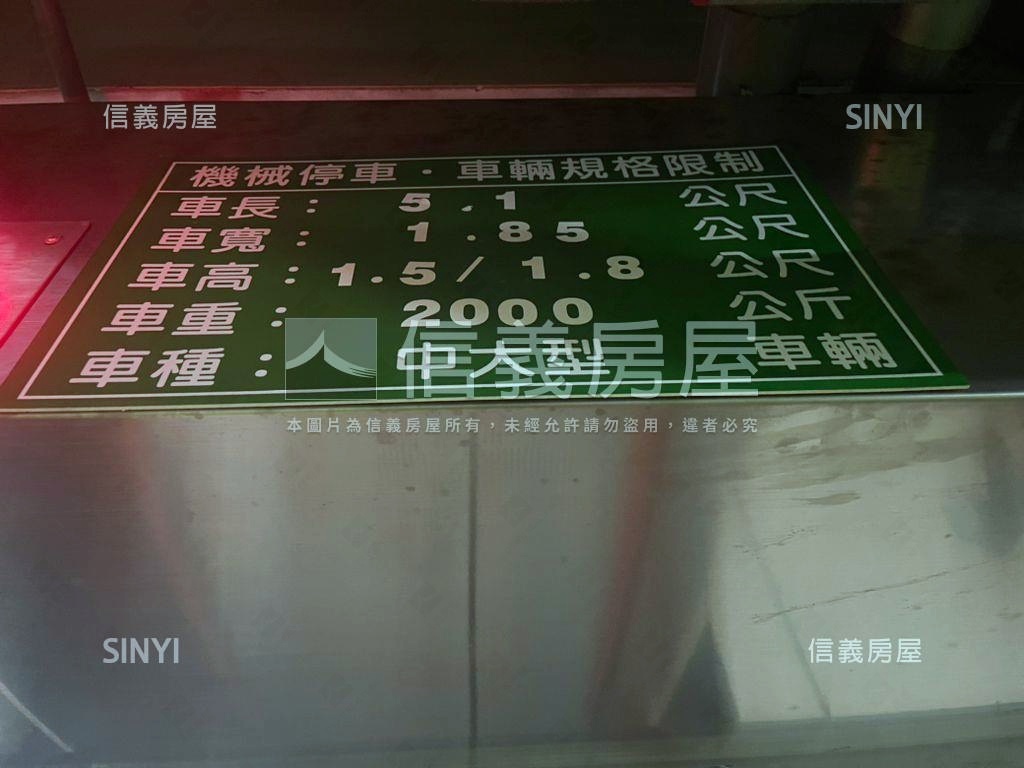 信義房屋 SINYI
機械停車．車輛規格限制
車長： 5.1 公尺
車寬： 1.85 公尺
車高：1.5/1.8 公尺
車重： 2000 公斤
車種： 中大型 車輛
信義房屋
本圖片為信義房屋所有，未經允許請勿盜用，違者必究
SINYI 信義房屋